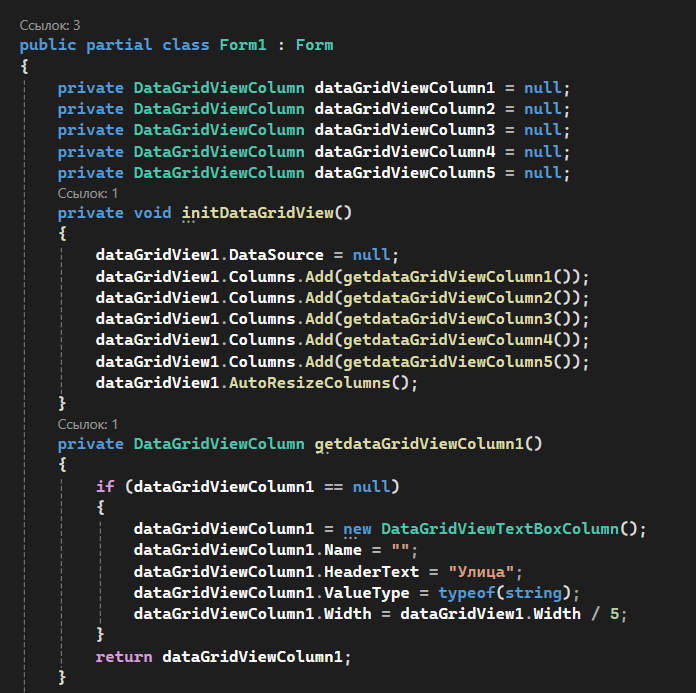 Ссылок: 3
public partial class Form1 : Form
{
private DataGridViewColumn dataGridViewColumn1 = null;
private DataGridViewColumn dataGridViewColumn2 = null;
private DataGridViewColumn dataGridViewColumn3 = null;
private DataGridViewColumn dataGridViewColumn4 = null;
private DataGridViewColumn dataGridViewColumn5 = null;
Ссылок: 1
private void initDataGridView()
{
dataGridView1.DataSource = null;
dataGridView1.Columns.Add(getdataGridViewColumn1());
dataGridView1.Columns.Add(getdataGridViewColumn2());
dataGridView1.Columns.Add(getdataGridViewColumn3());
dataGridView1.Columns.Add(getdataGridViewColumn4());
dataGridView1.Columns.Add(getdataGridViewColumn5());
dataGridView1.AutoResizeColumns();
}
Ссылок: 1
private DataGridViewColumn getdataGridViewColumn1()
{
if (dataGridViewColumn1 == null)
{
dataGridViewColumn1 = new DataGridViewTextBoxColumn();
dataGridViewColumn1.Name = "";
dataGridViewColumn1.HeaderText = "Улица";
dataGridViewColumn1.ValueType = typeof(string);
dataGridViewColumn1.Width = dataGridView1.Width / 5;
}
return dataGridViewColumn1;
}